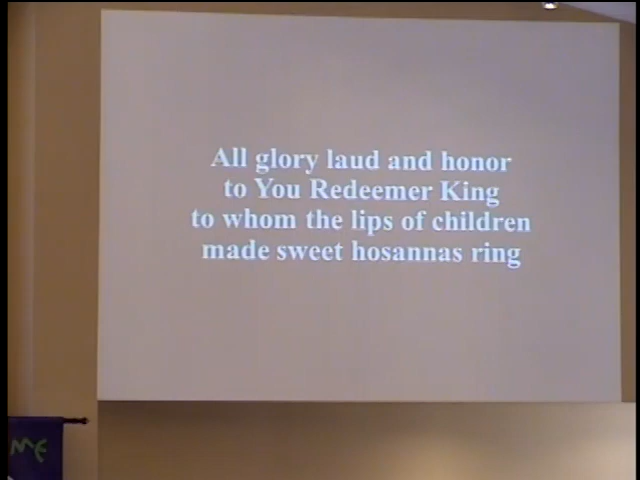 All glory laud and honor
to You Redeemer King
to whom the lips of children
made sweet hosannas ring
ME